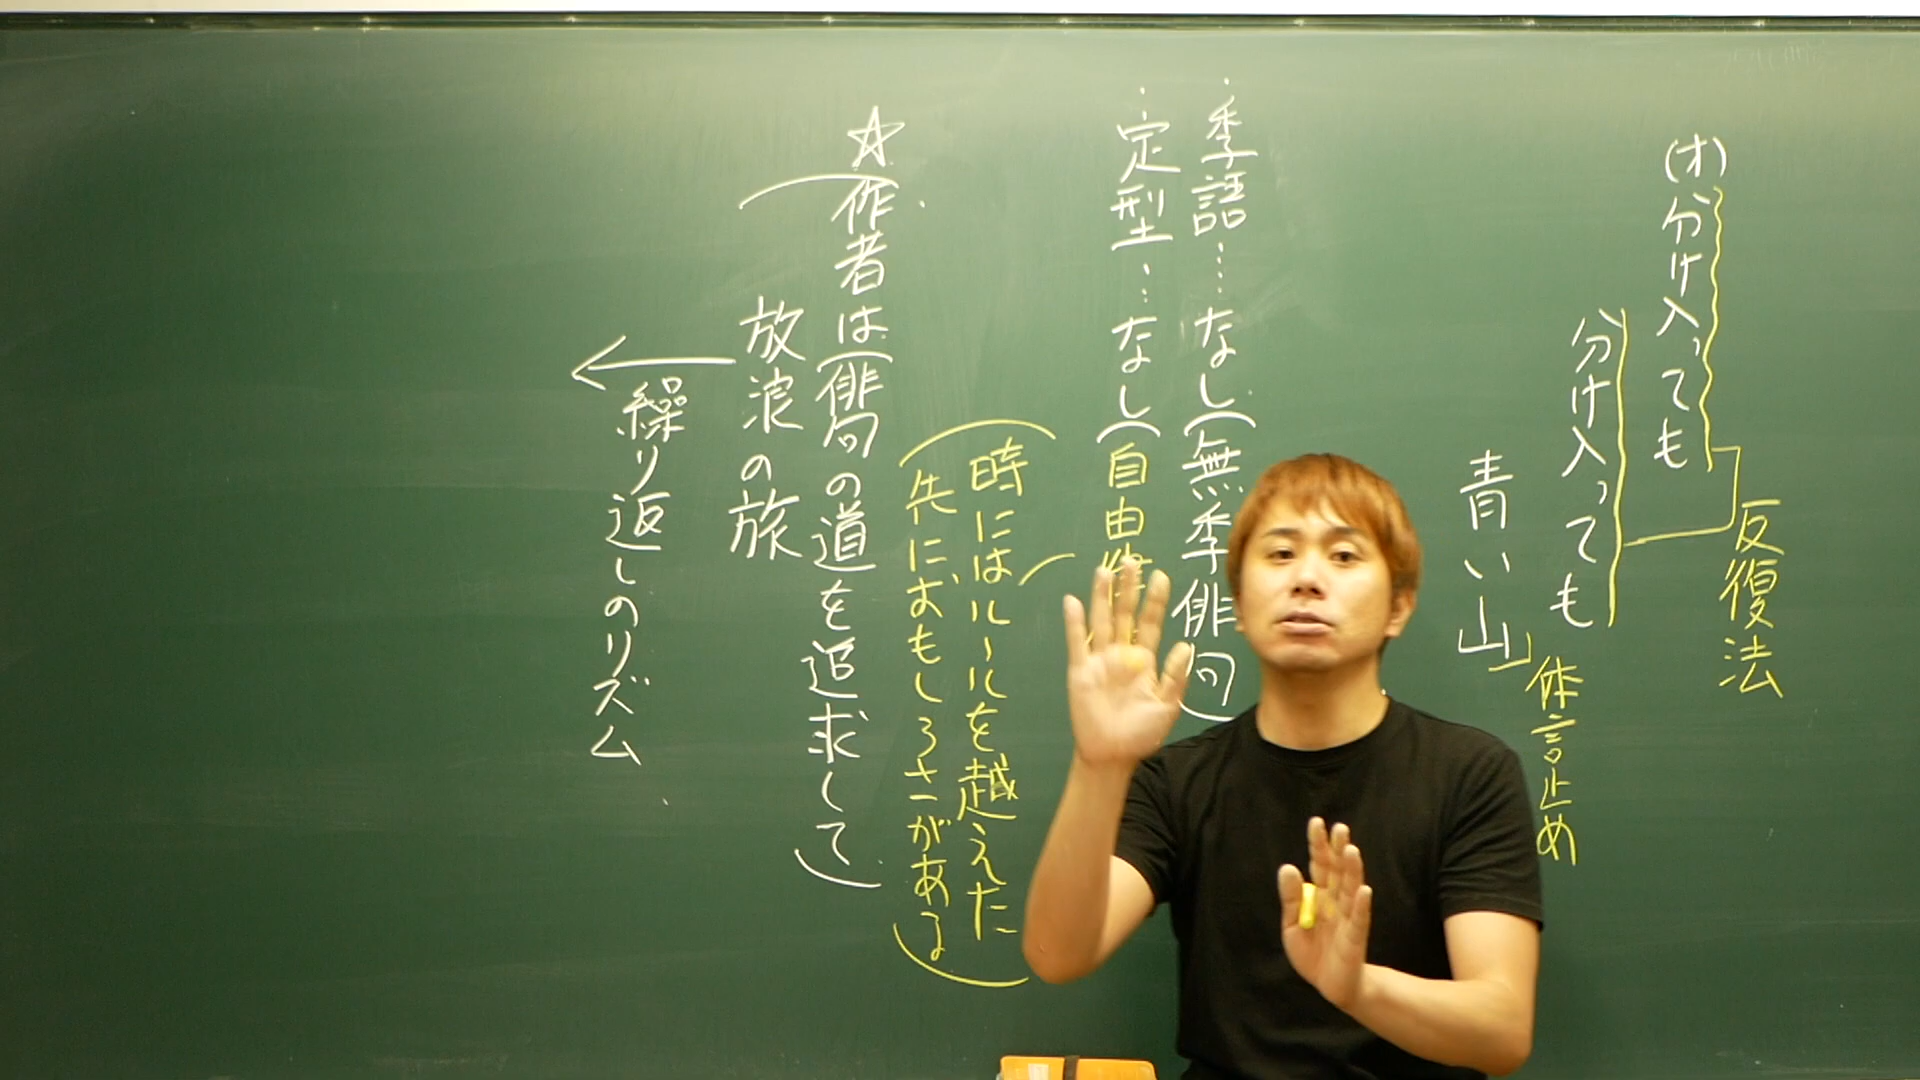 (オ)分け入っても
分け入っても
青い山
反復法
体言止め
・季語…なし(無季俳句)
・定型…なし(自由律
時にはルールを越えた
先におもしろさがある
☆作者は(俳句の道を追求して)
放浪の旅
←
繰り返しのリズム